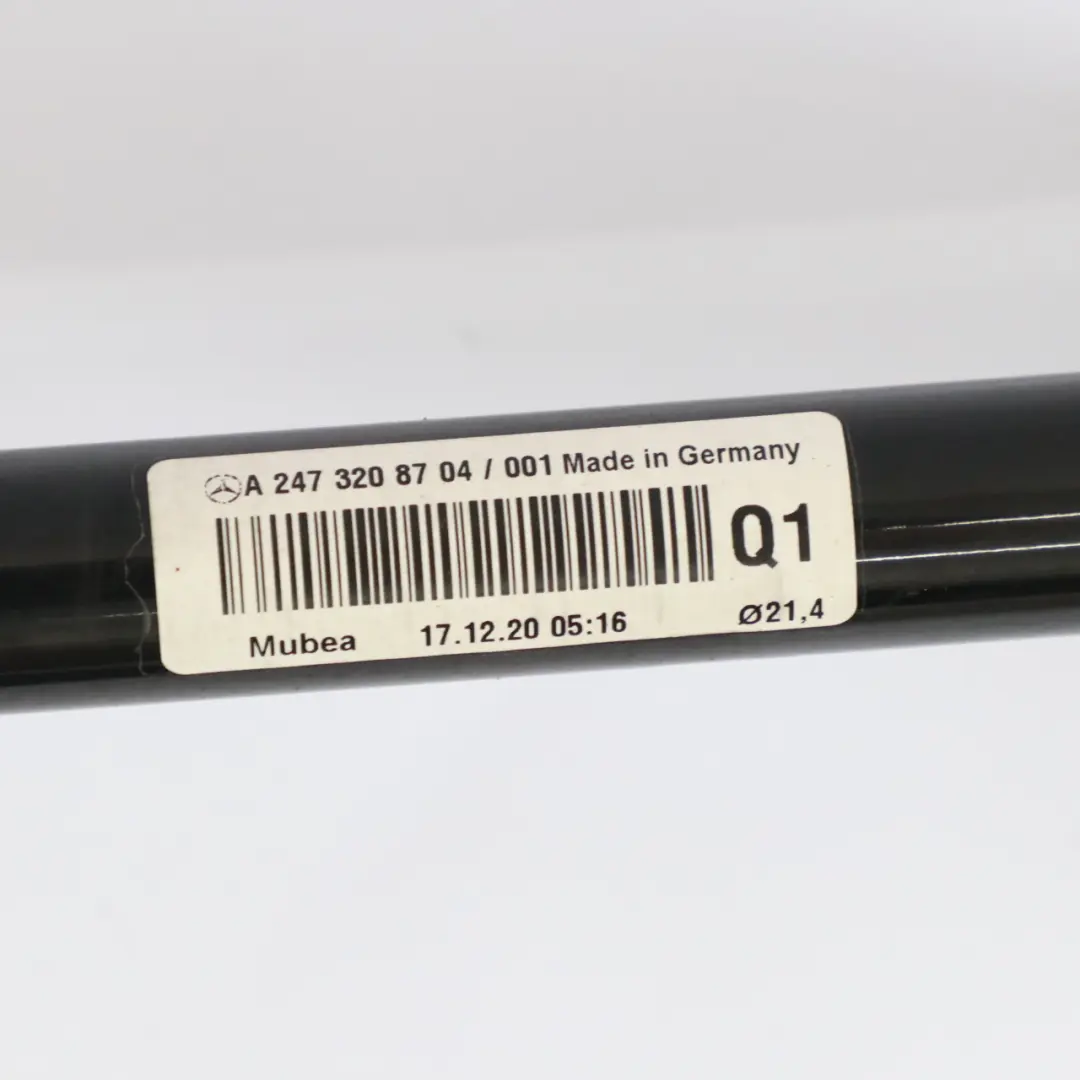 A 247 320 87 04 / 001 Made in Germany
Q1
Mubea 17.12.20 05:16 Ø21,4